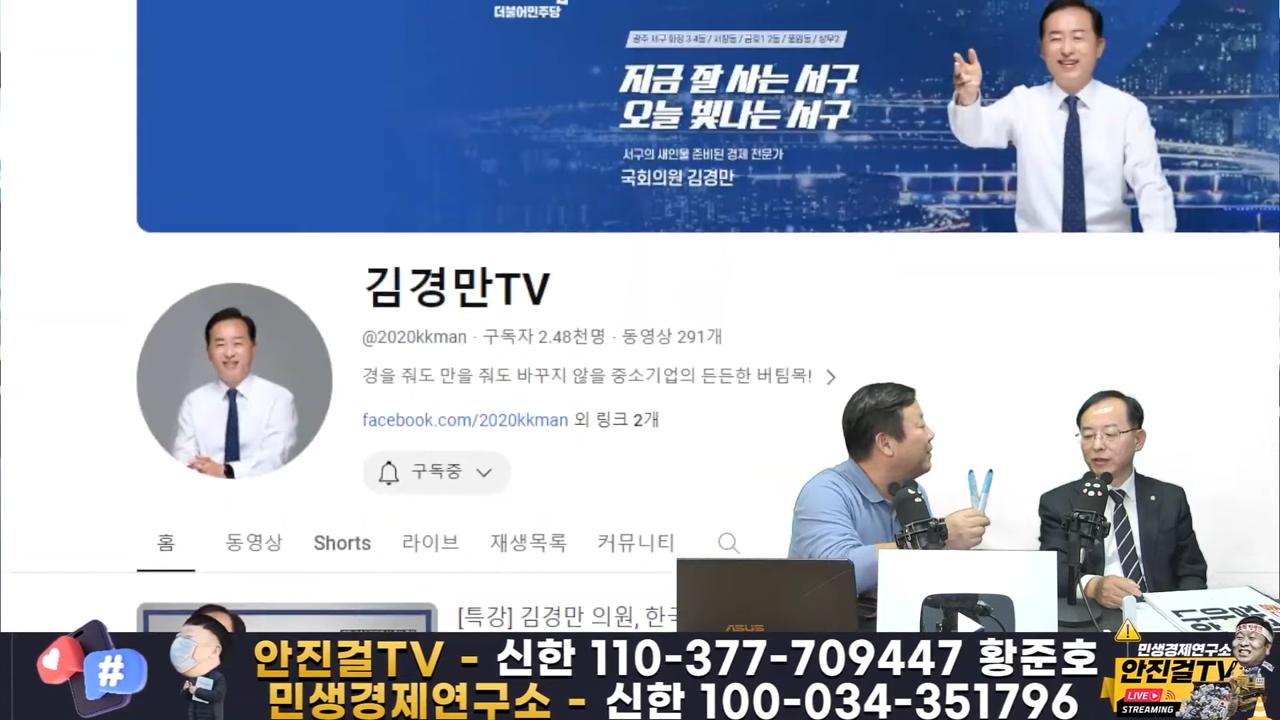 더불어민주당
광주 서구 화정 3·4동 / 서창동 / 금호1·2동 / 풍암동 / 상무2
지금 잘 사는 서구
오늘 빛나는 서구
서구의 새인물 준비된 경제 전문가
국회의원 김경만
김경만TV
@2020kkman · 구독자 2.48천명 · 동영상 291개
경을 줘도 만을 줘도 바꾸지 않을 중소기업의 든든한 버팀목!
facebook.com/2020kkman 외 링크 2개
구독중
홈 동영상 Shorts 라이브 재생목록 커뮤니티
[특강] 김경만 의원, 한국
ASUS
#
안진걸TV - 신한 110-377-709447 황준호
민생경제연구소 - 신한 100-034-351796
민생경제연구소
안진걸TV
LIVE
STREAMING